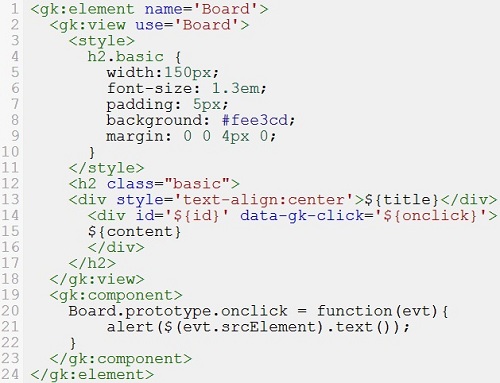 1 <gk:element name='Board'>
2 <gk:view use='Board'>
3 <style>
4 h2.basic {
5 width:150px;
6 font-size: 1.3em;
7 padding: 5px;
8 background: #fee3cd;
9 margin: 0 0 4px 0;
10 }
11 </style>
12 <h2 class="basic">
13 <div style='text-align:center'>${title}</div>
14 <div id='${id}' data-gk-click='${onclick}'>
15 ${content}
16 </div>
17 </h2>
18 </gk:view>
19 <gk:component>
20 Board.prototype.onclick = function(evt){
21 alert($(evt.srcElement).text());
22 }
23 </gk:component>
24 </gk:element>